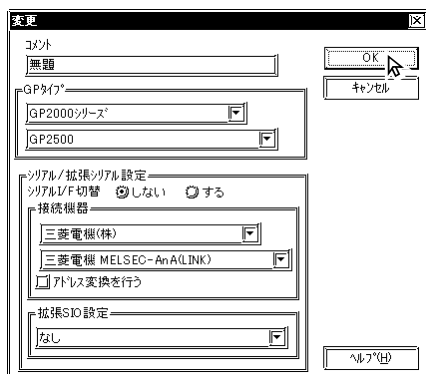 変更
コメント
無題
OK
キャンセル
GPﾀｲﾌﾟ
GP2000ｼﾘｰｽﾞ
GP2500
ｼﾘｱﾙ/拡張ｼﾘｱﾙ設定
ｼﾘｱﾙI/F切替 しない する
接続機器
三菱電機(株)
三菱電機 MELSEC-AnA(LINK)
ｱﾄﾞﾚｽ変換を行う
拡張SIO設定
なし
ﾍﾙﾌﾟ(H)